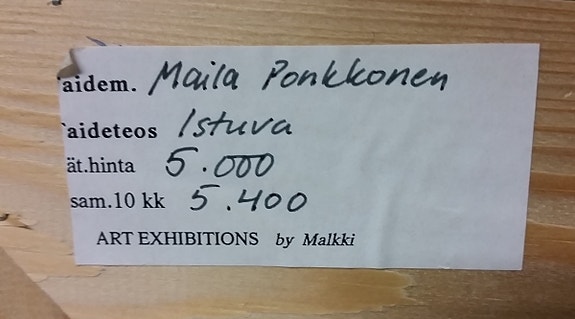 aidem. Maila Ponkkonen
aideteos Istuva
ät.hinta 5.000
sam.10 kk 5.400
ART EXHIBITIONS by Malkki